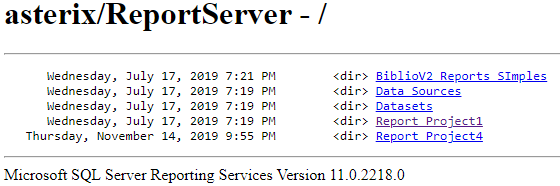 asterix/ReportServer - /
Wednesday, July 17, 2019 7:21 PM <dir> BiblioV2 Reports SImples
Wednesday, July 17, 2019 7:19 PM <dir> Data Sources
Wednesday, July 17, 2019 7:19 PM <dir> Datasets
Wednesday, July 17, 2019 7:19 PM <dir> Report Project1
Thursday, November 14, 2019 9:55 PM <dir> Report Project4
Microsoft SQL Server Reporting Services Version 11.0.2218.0